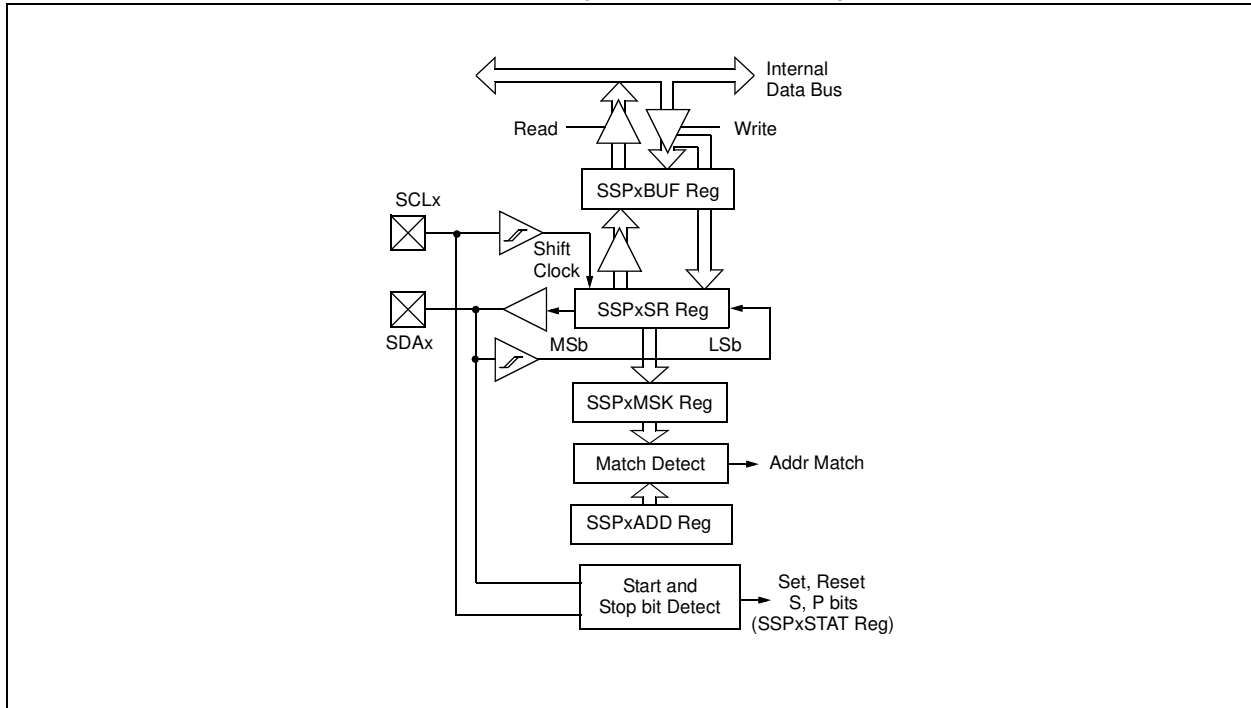 Internal
Data Bus
Read
Write
SSPxBUF Reg
SCLx
Shift
Clock
SSPxSR Reg
SDAx
MSb
LSb
SSPxMSK Reg
Match Detect
Addr Match
SSPxADD Reg
Start and
Stop bit Detect
Set, Reset
S, P bits
(SSPxSTAT Reg)